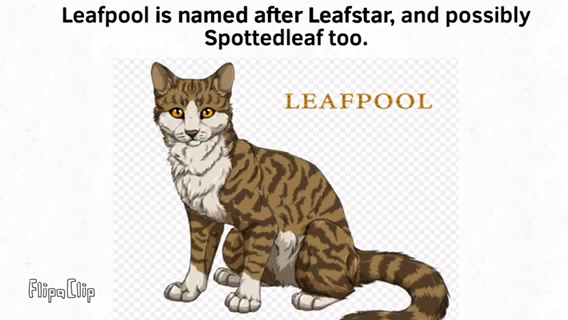 Leafpool is named after Leafstar, and possibly
Spottedleaf too.
LEAFPOOL
FlipaClip